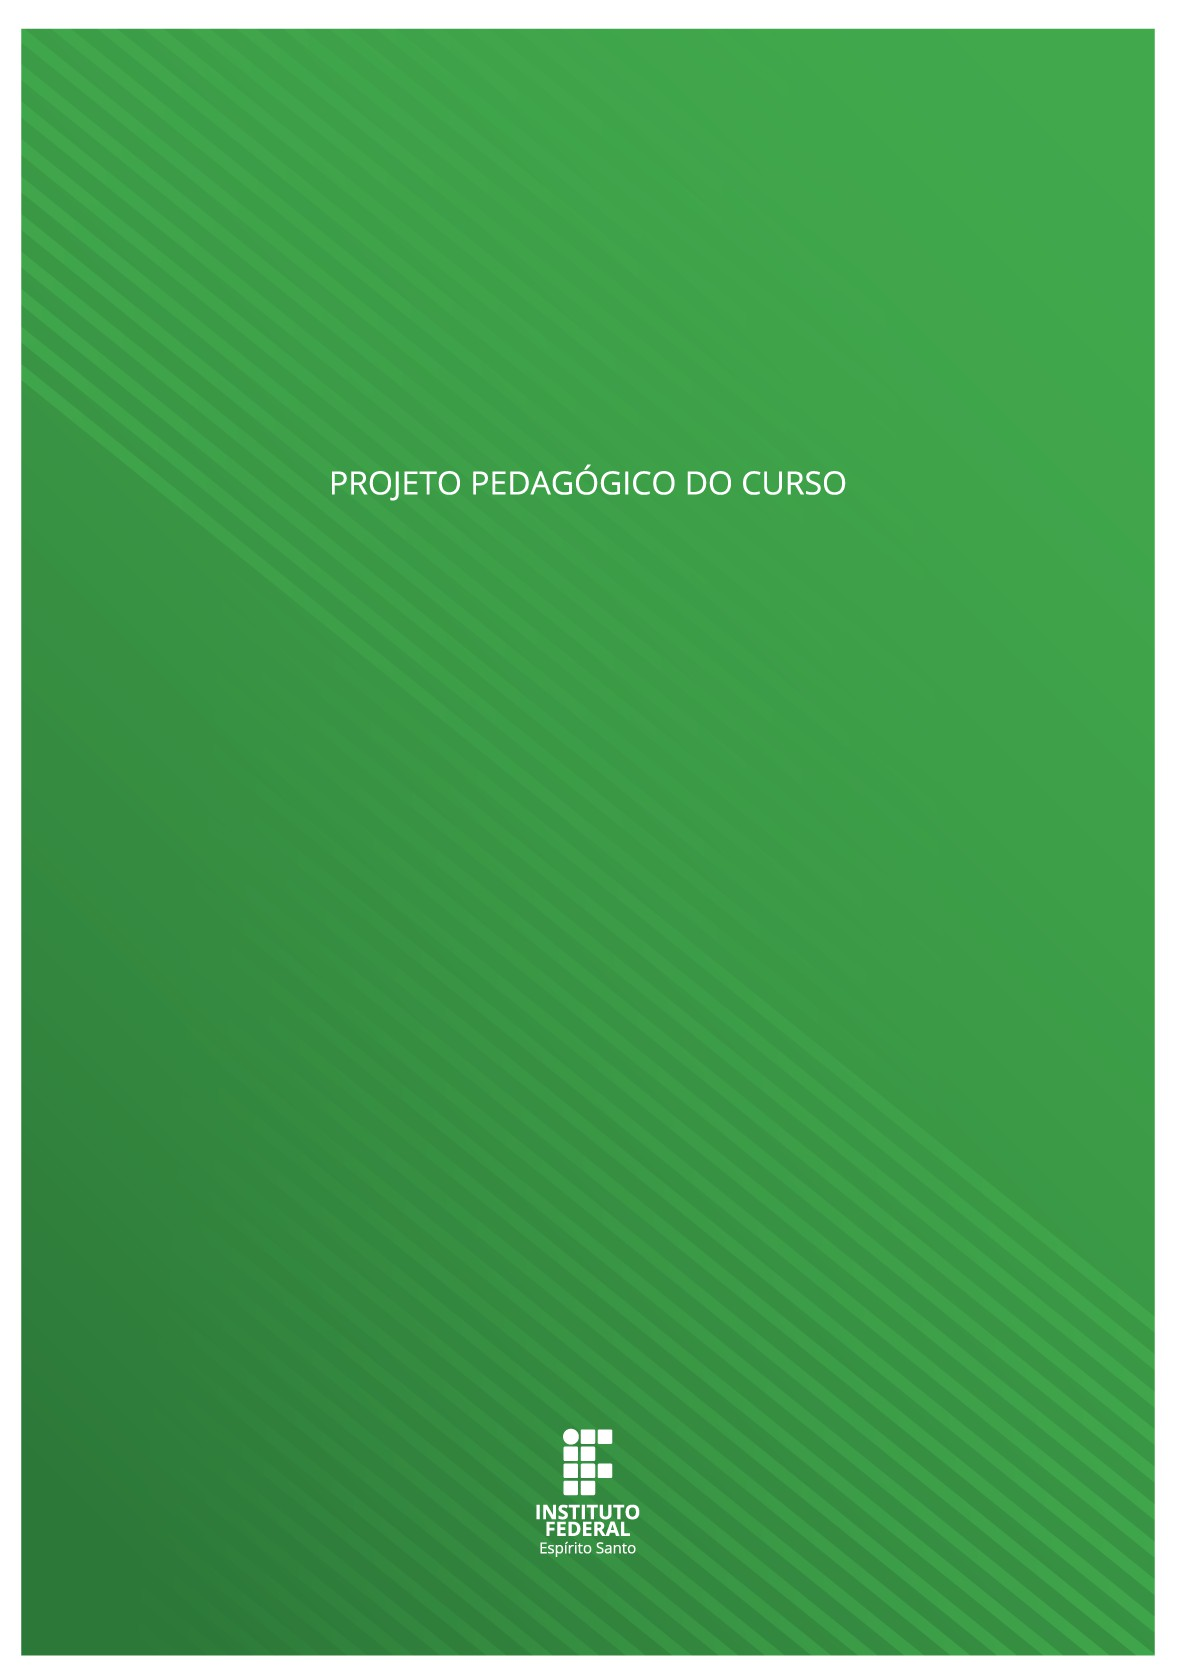 PROJETO PEDAGÓGICO DO CURSO
INSTITUTO
FEDERAL
Espírito Santo